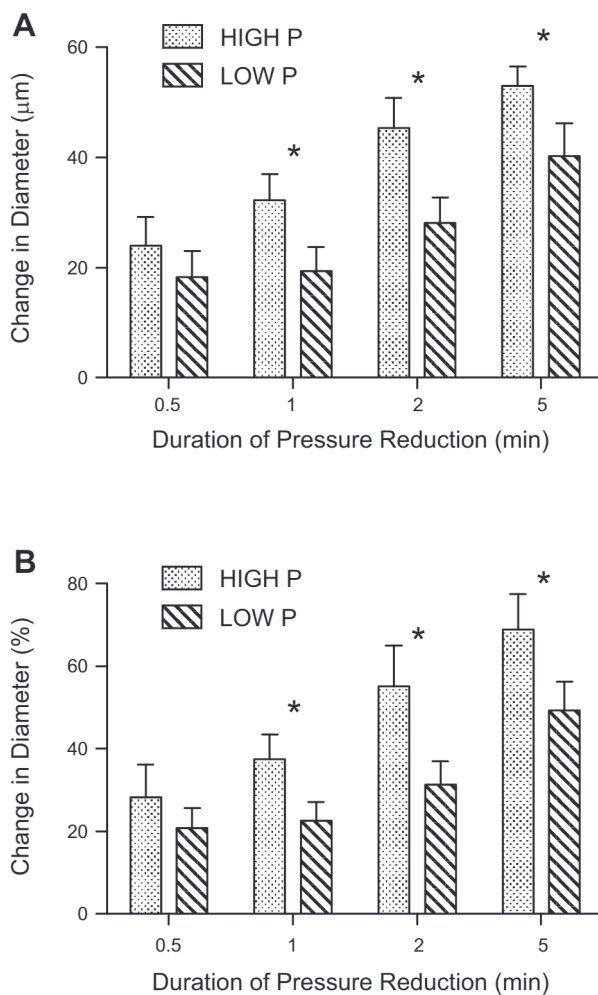 A
HIGH P
LOW P
60
40
20
0
Change in Diameter (μm)
*
*
*
0.5
1
2
5
Duration of Pressure Reduction (min)
B
HIGH P
LOW P
80
60
40
20
0
Change in Diameter (%)
*
*
*
0.5
1
2
5
Duration of Pressure Reduction (min)